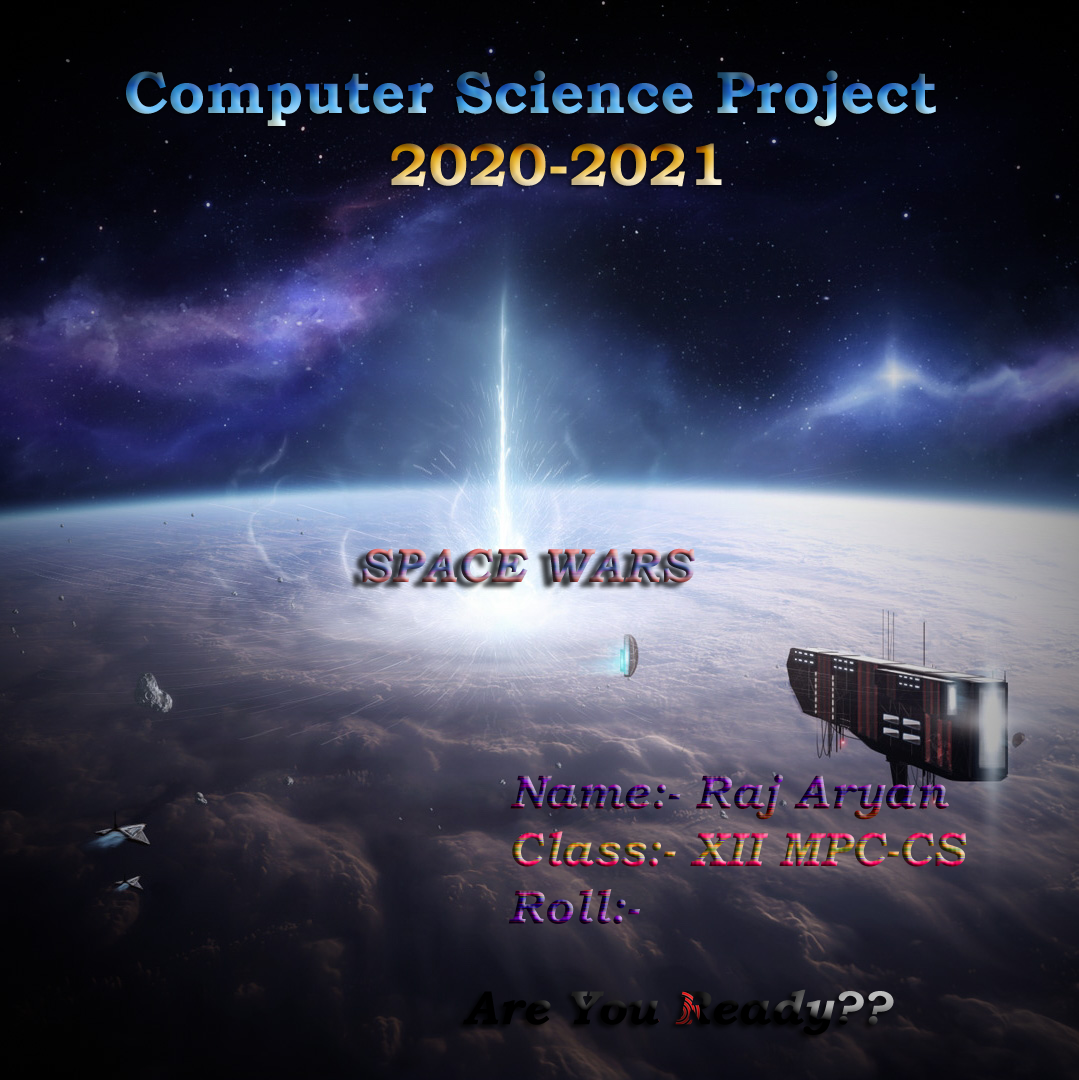 Computer Science Project
2020-2021
SPACE WARS
Name:- Raj Aryan
Class:- XII MPC-CS
Roll:-
Are You Ready??